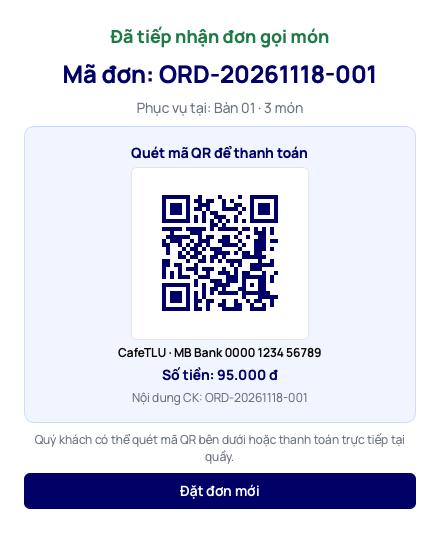 Đã tiếp nhận đơn gọi món
Mã đơn: ORD-20261118-001
Phục vụ tại: Bàn 01 · 3 món
Quét mã QR để thanh toán
CafeTLU · MB Bank 0000 1234 56789
Số tiền: 95.000 đ
Nội dung CK: ORD-20261118-001
Quý khách có thể quét mã QR bên dưới hoặc thanh toán trực tiếp tại
quầy.
Đặt đơn mới